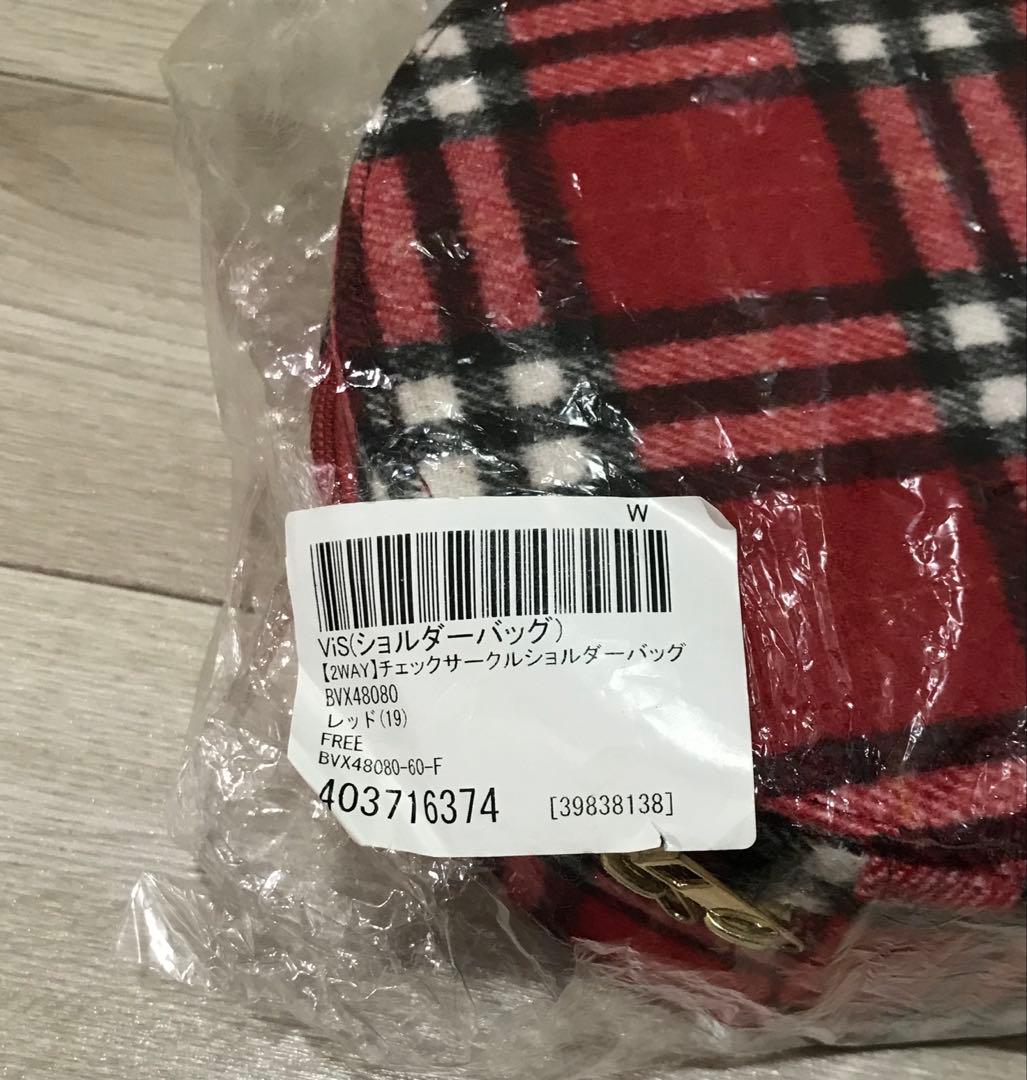 W
ViS(ショルダーバッグ)
【2WAY】チェックサークルショルダーバッグ
BVX48080
レッド(19)
FREE
BVX48080-60-F
403716374 [39838138]